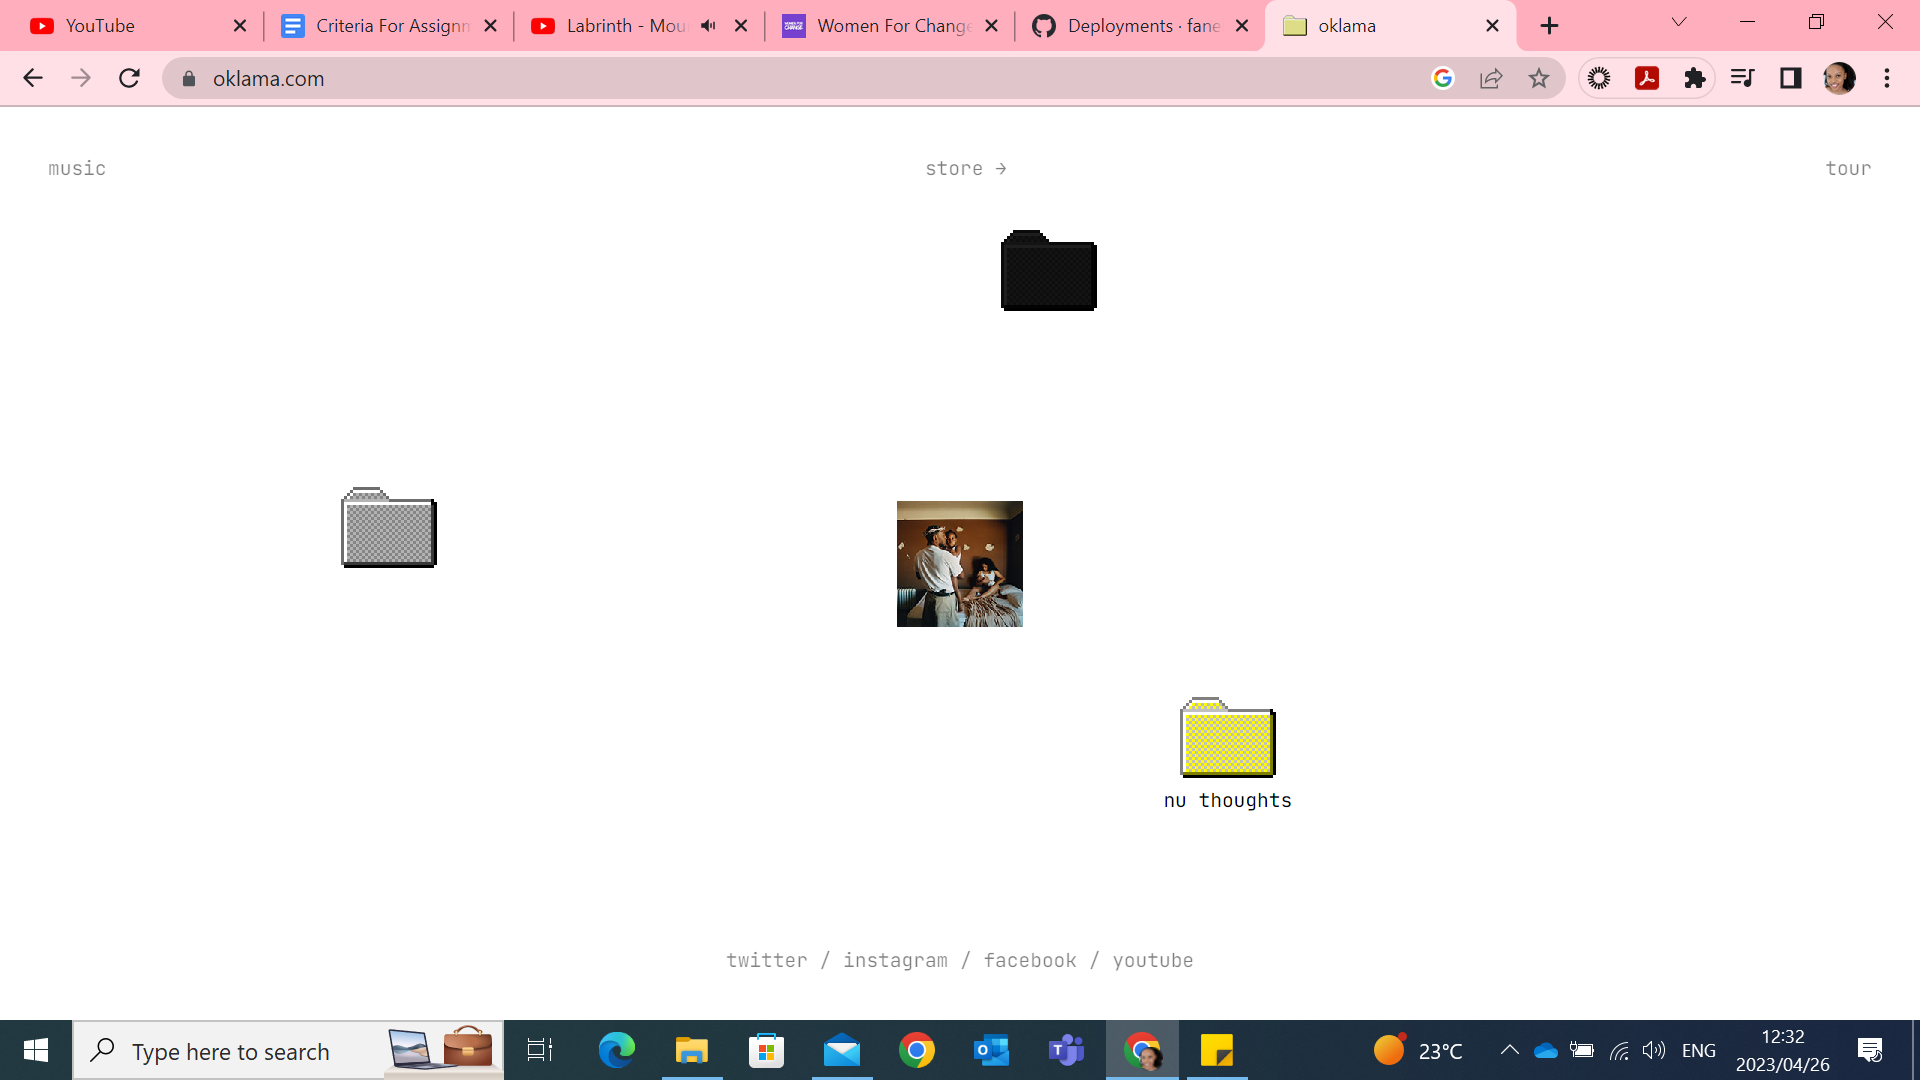 YouTube
Criteria For Assignm
Labrinth - Mou
Women For Change
Deployments · fane
oklama
oklama.com
music
store →
tour
nu thoughts
twitter / instagram / facebook / youtube
Type here to search
23°C
ENG
12:32
2023/04/26